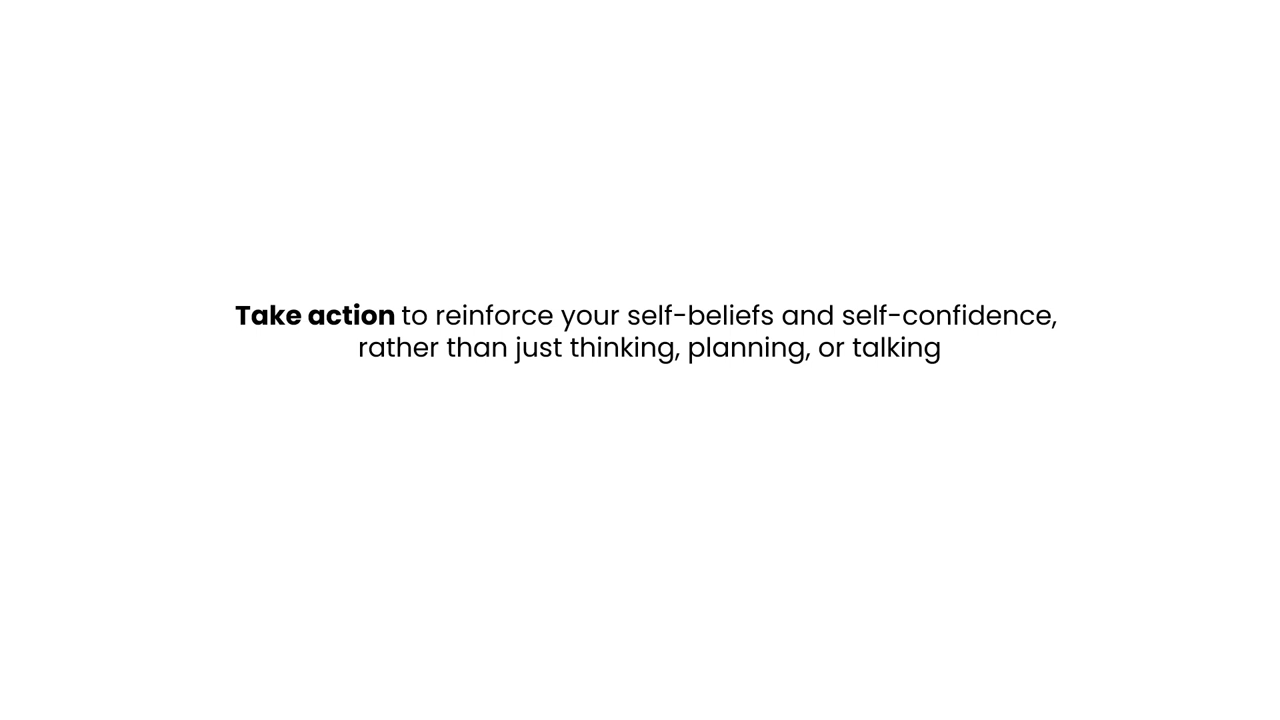 Take action to reinforce your self-beliefs and self-confidence,
rather than just thinking, planning, or talking